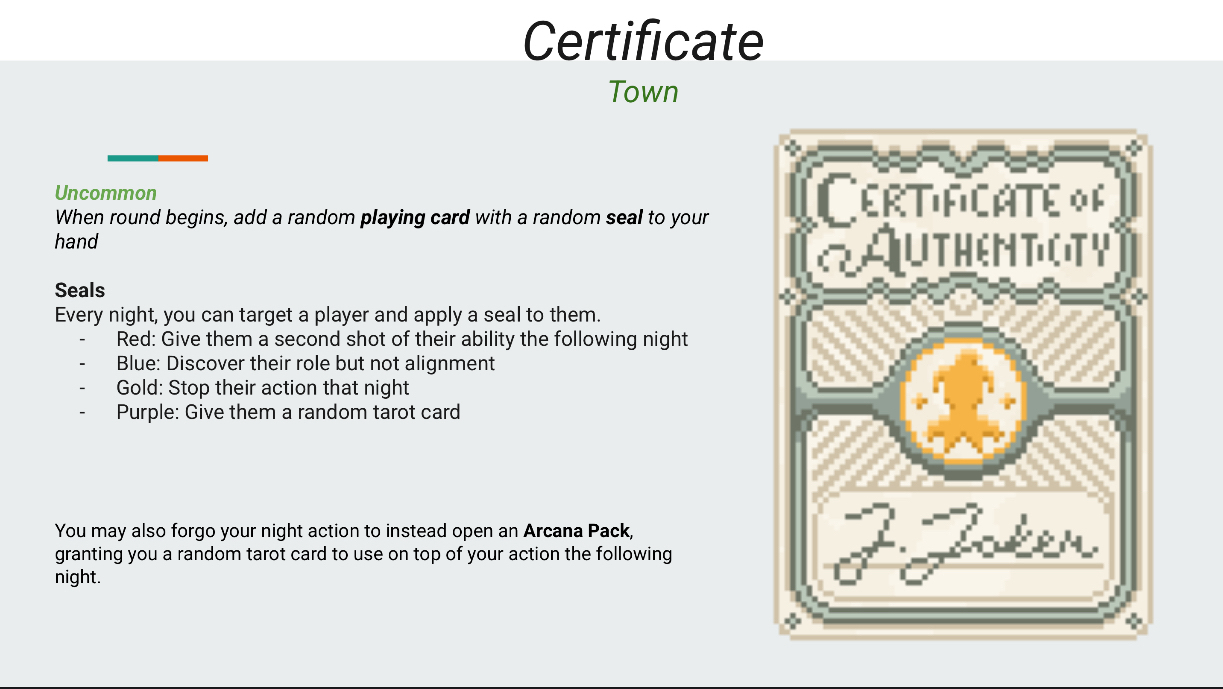 Certificate
Town
Uncommon
When round begins, add a random playing card with a random seal to your
hand
Seals
Every night, you can target a player and apply a seal to them.
- Red: Give them a second shot of their ability the following night
- Blue: Discover their role but not alignment
- Gold: Stop their action that night
- Purple: Give them a random tarot card
You may also forgo your night action to instead open an Arcana Pack,
granting you a random tarot card to use on top of your action the following
night.
CERTIFICATE OF
AUTHENTICITY
J. Joker